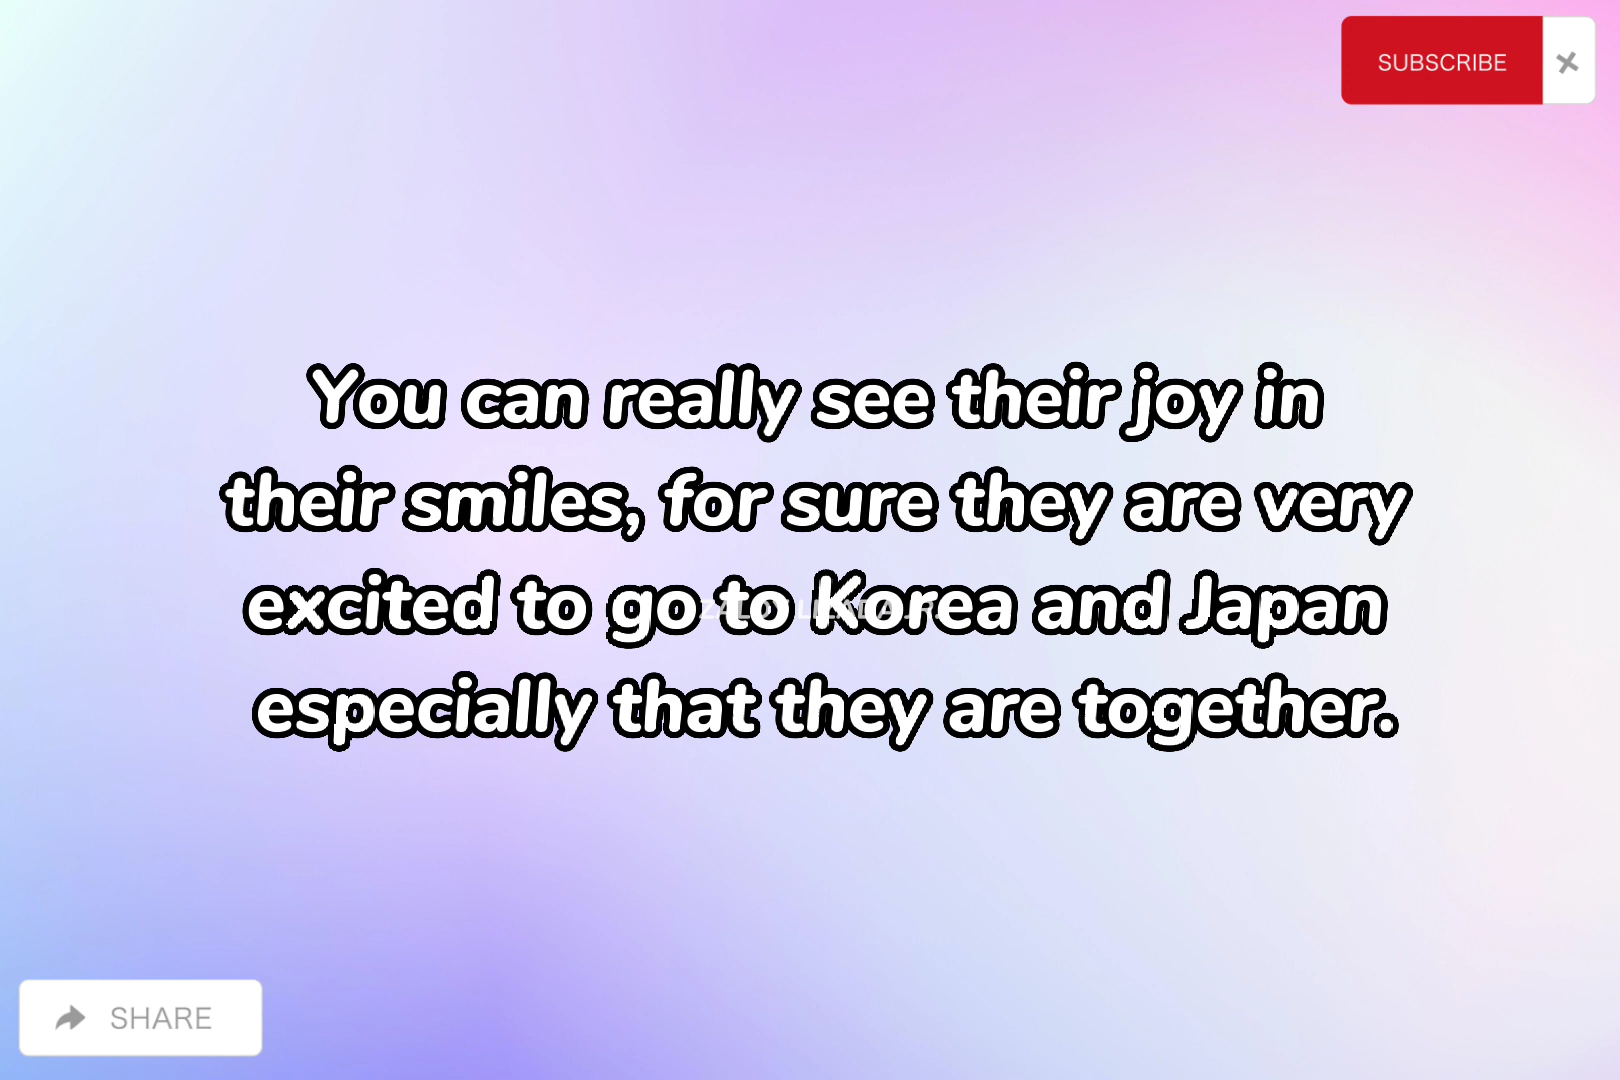 SUBSCRIBE
You can really see their joy in
their smiles, for sure they are very
excited to go to Korea and Japan
especially that they are together.
SHARE